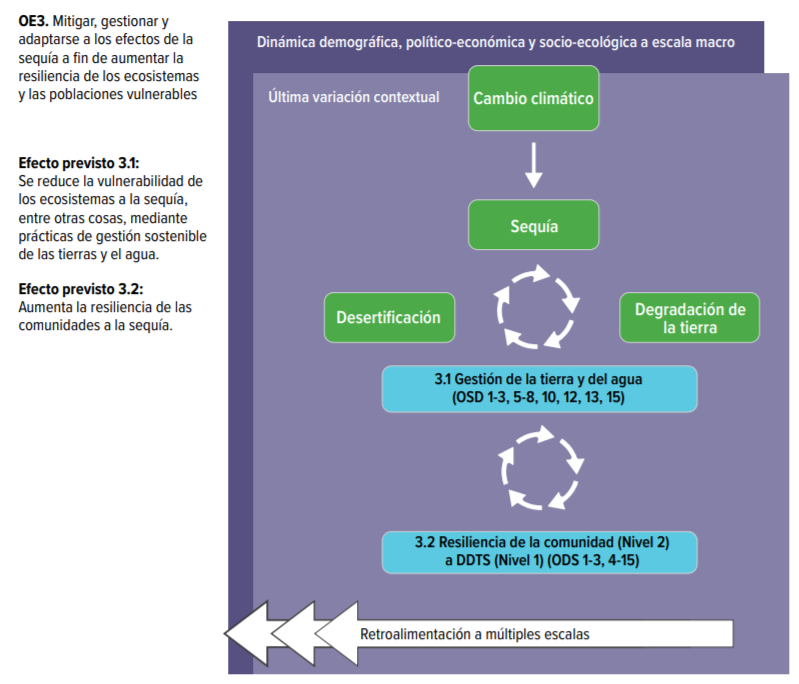 OE3. Mitigar, gestionar y
adaptarse a los efectos de la
sequía a fin de aumentar la
resiliencia de los ecosistemas
y las poblaciones vulnerables
Efecto previsto 3.1:
Se reduce la vulnerabilidad de
los ecosistemas a la sequía,
entre otras cosas, mediante
prácticas de gestión sostenible
de las tierras y el agua.
Efecto previsto 3.2:
Aumenta la resiliencia de las
comunidades a la sequía.
Dinámica demográfica, político-económica y socio-ecológica a escala macro
Última variación contextual
Cambio climático
Sequía
Desertificación
Degradación de
la tierra
3.1 Gestión de la tierra y del agua
(OSD 1-3, 5-8, 10, 12, 13, 15)
3.2 Resiliencia de la comunidad (Nivel 2)
a DDTS (Nivel 1) (ODS 1-3, 4-15)
Retroalimentación a múltiples escalas